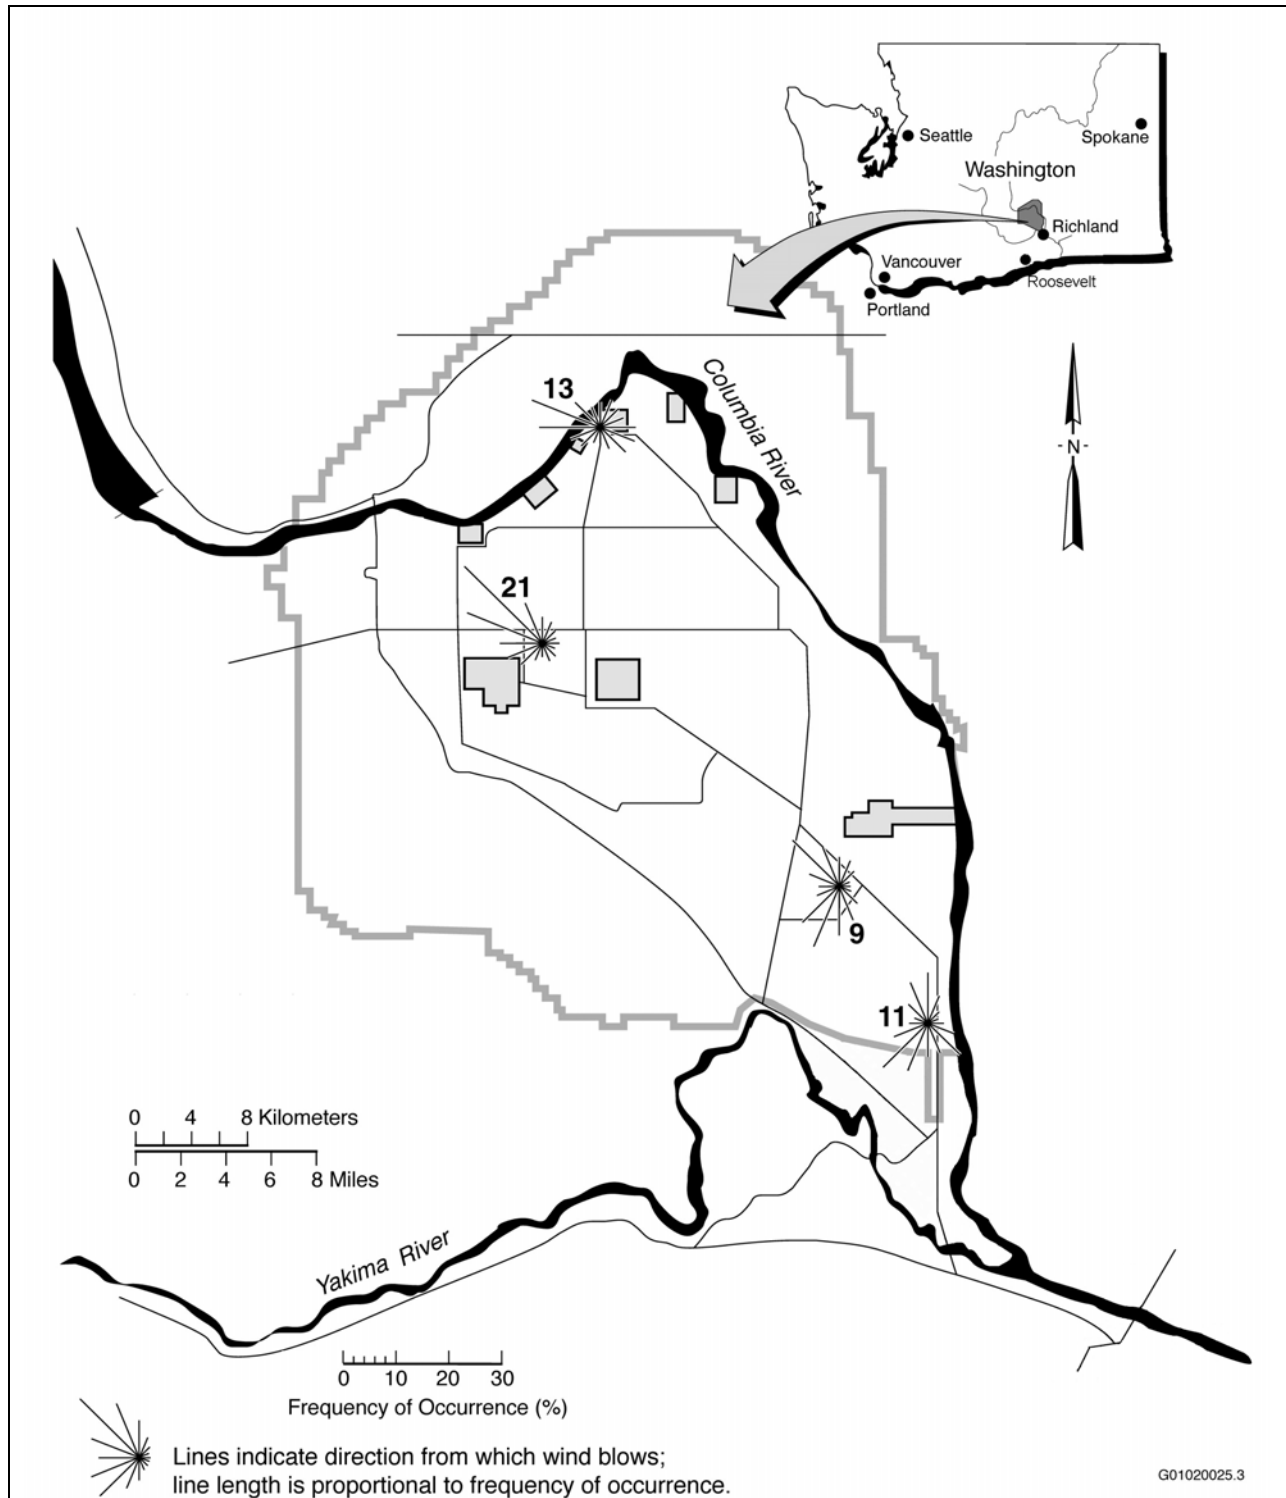 Seattle
Spokane
Washington
Richland
Vancouver
Roosevelt
Portland
Columbia River
13
-N-
21
9
11
0 4 8 Kilometers
0 2 4 6 8 Miles
Yakima River
0 10 20 30
Frequency of Occurrence (%)
Lines indicate direction from which wind blows;
line length is proportional to frequency of occurrence.
G01020025.3